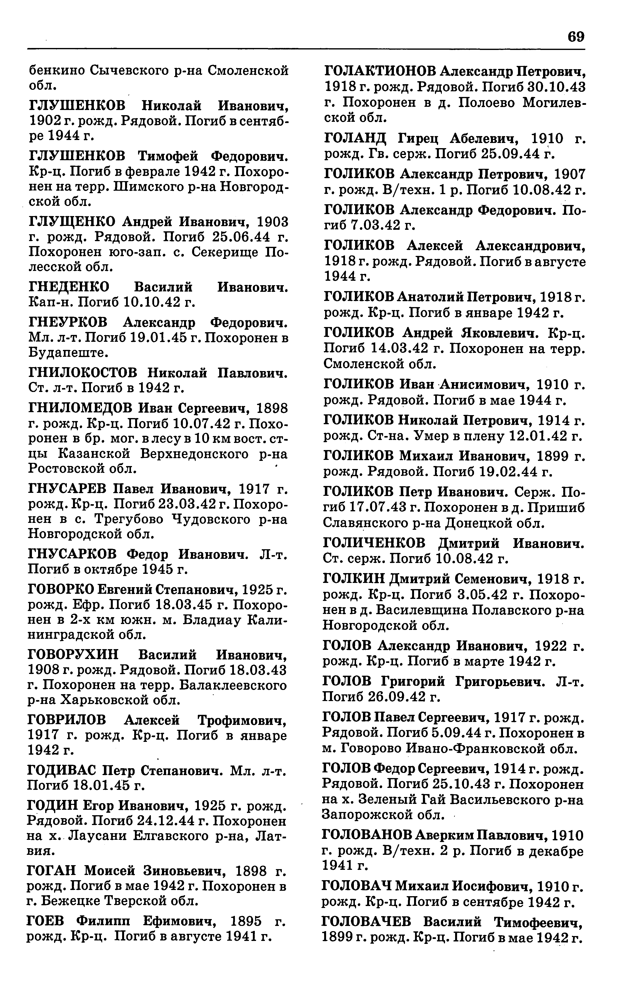 69
бенкино Сычевского р-на Смоленской
обл.
ГЛУШЕНКОВ Николай Иванович,
1902 г. рожд. Рядовой. Погиб в сентяб-
ре 1944 г.
ГЛУШЕНКОВ Тимофей Федорович.
Кр-ц. Погиб в феврале 1942 г. Похоро-
нен на терр. Шимского р-на Новгород-
ской обл.
ГЛУЩЕНКО Андрей Иванович, 1903
г. рожд. Рядовой. Погиб 25.06.44 г.
Похоронен юго-зап. с. Секерище По-
лесской обл.
ГНЕДЕНКО Василий Иванович.
Кап-н. Погиб 10.10.42 г.
ГНЕУРКОВ Александр Федорович.
Мл. л-т. Погиб 19.01.45 г. Похоронен в
Будапеште.
ГНИЛОКОСТОВ Николай Павлович.
Ст. л-т. Погиб в 1942 г.
ГНИЛОМЕДОВ Иван Сергеевич, 1898
г. рожд. Кр-ц. Погиб 10.07.42 г. Похо-
ронен в бр. мог. в лесу в 10 км вост. ст-
цы Казанской Верхнедонского р-на
Ростовской обл.
ГНУСАРЕВ Павел Иванович, 1917 г.
рожд. Кр-ц. Погиб 23.03.42 г. Похоро-
нен в с. Трегубово Чудовского р-на
Новгородской обл.
ГНУСАРКОВ Федор Иванович. Л-т.
Погиб в октябре 1945 г.
ГОВОРКО Евгений Степанович, 1925 г.
рожд. Ефр. Погиб 18.03.45 г. Похоро-
нен в 2-х км южн. м. Бладиау Кали-
нинградской обл.
ГОВОРУХИН Василий Иванович,
1908 г. рожд. Рядовой. Погиб 18.03.43
г. Похоронен на терр. Балаклеевского
р-на Харьковской обл.
ГОВРИЛОВ Алексей Трофимович,
1917 г. рожд. Кр-ц. Погиб в январе
1942 г.
ГОДИВАС Петр Степанович. Мл. л-т.
Погиб 18.01.45 г.
ГОДИН Егор Иванович, 1925 г. рожд.
Рядовой. Погиб 24.12.44 г. Похоронен
на х. Лаусани Елгавского р-на, Лат-
вия.
ГОГАН Моисей Зиновьевич, 1898 г.
рожд. Погиб в мае 1942 г. Похоронен в
г. Бежецке Тверской обл.
ГОЕВ Филипп Ефимович, 1895 г.
рожд. Кр-ц. Погиб в августе 1941 г.
ГОЛАКТИОНОВ Александр Петрович,
1918 г. рожд. Рядовой. Погиб 30.10.43
г. Похоронен в д. Полоево Могилев-
ской обл.
ГОЛАНД Гирец Абелевич, 1910 г.
рожд. Гв. серж. Погиб 25.09.44 г.
ГОЛИКОВ Александр Петрович, 1907
г. рожд. В/техн. 1 р. Погиб 10.08.42 г.
ГОЛИКОВ Александр Федорович. По-
гиб 7.03.42 г.
ГОЛИКОВ Алексей Александрович,
1918 г. рожд. Рядовой. Погиб в августе
1944 г.
ГОЛИКОВ Анатолий Петрович, 1918 г.
рожд. Кр-ц. Погиб в январе 1942 г.
ГОЛИКОВ Андрей Яковлевич. Кр-ц.
Погиб 14.03.42 г. Похоронен на терр.
Смоленской обл.
ГОЛИКОВ Иван Анисимович, 1910 г.
рожд. Рядовой. Погиб в мае 1944 г.
ГОЛИКОВ Николай Петрович, 1914 г.
рожд. Ст-на. Умер в плену 12.01.42 г.
ГОЛИКОВ Михаил Иванович, 1899 г.
рожд. Рядовой. Погиб 19.02.44 г.
ГОЛИКОВ Петр Иванович. Серж. По-
гиб 17.07.43 г. Похоронен в д. Пришиб
Славянского р-на Донецкой обл.
ГОЛИЧЕНКОВ Дмитрий Иванович.
Ст. серж. Погиб 10.08.42 г.
ГОЛКИН Дмитрий Семенович, 1918 г.
рожд. Кр-ц. Погиб 3.05.42 г. Похоро-
нен в д. Василевщина Полавского р-на
Новгородской обл.
ГОЛОВ Александр Иванович, 1922 г.
рожд. Кр-ц. Погиб в марте 1942 г.
ГОЛОВ Григорий Григорьевич. Л-т.
Погиб 26.09.42 г.
ГОЛОВ Павел Сергеевич, 1917 г. рожд.
Рядовой. Погиб 5.09.44 г. Похоронен в
м. Говорово Ивано-Франковской обл.
ГОЛОВ Федор Сергеевич, 1914 г. рожд.
Рядовой. Погиб 25.10.43 г. Похоронен
на х. Зеленый Гай Васильевского р-на
Запорожской обл.
ГОЛОВАНОВ Аверким Павлович, 1910
г. рожд. В/техн. 2 р. Погиб в декабре
1941 г.
ГОЛОВАЧ Михаил Иосифович, 1910 г.
рожд. Кр-ц. Погиб в сентябре 1942 г.
ГОЛОВАЧЕВ Василий Тимофеевич,
1899 г. рожд. Кр-ц. Погиб в мае 1942 г.